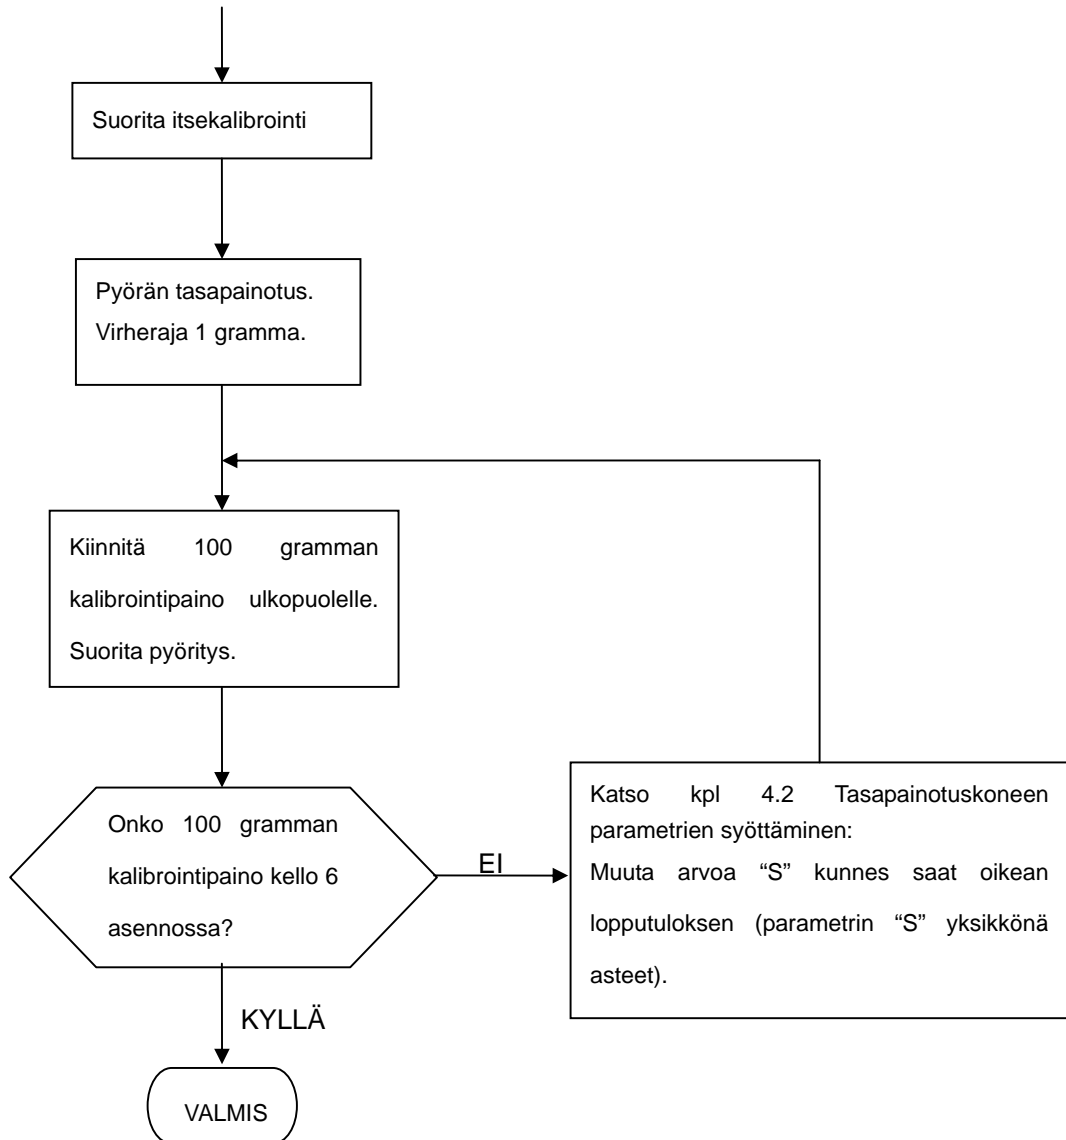 Suorita itsekalibrointi
Pyörän tasapainotus.
Virheraja 1 gramma.
Kiinnitä 100 gramman
kalibrointipaino ulkopuolelle.
Suorita pyöritys.
Onko 100 gramman
kalibrointipaino kello 6
asennossa?
EI
Katso kpl 4.2 Tasapainotuskoneen
parametrien syöttäminen:
Muuta arvoa “S” kunnes saat oikean
lopputuloksen (parametrin “S” yksikkönä
asteet).
KYLLÄ
VALMIS